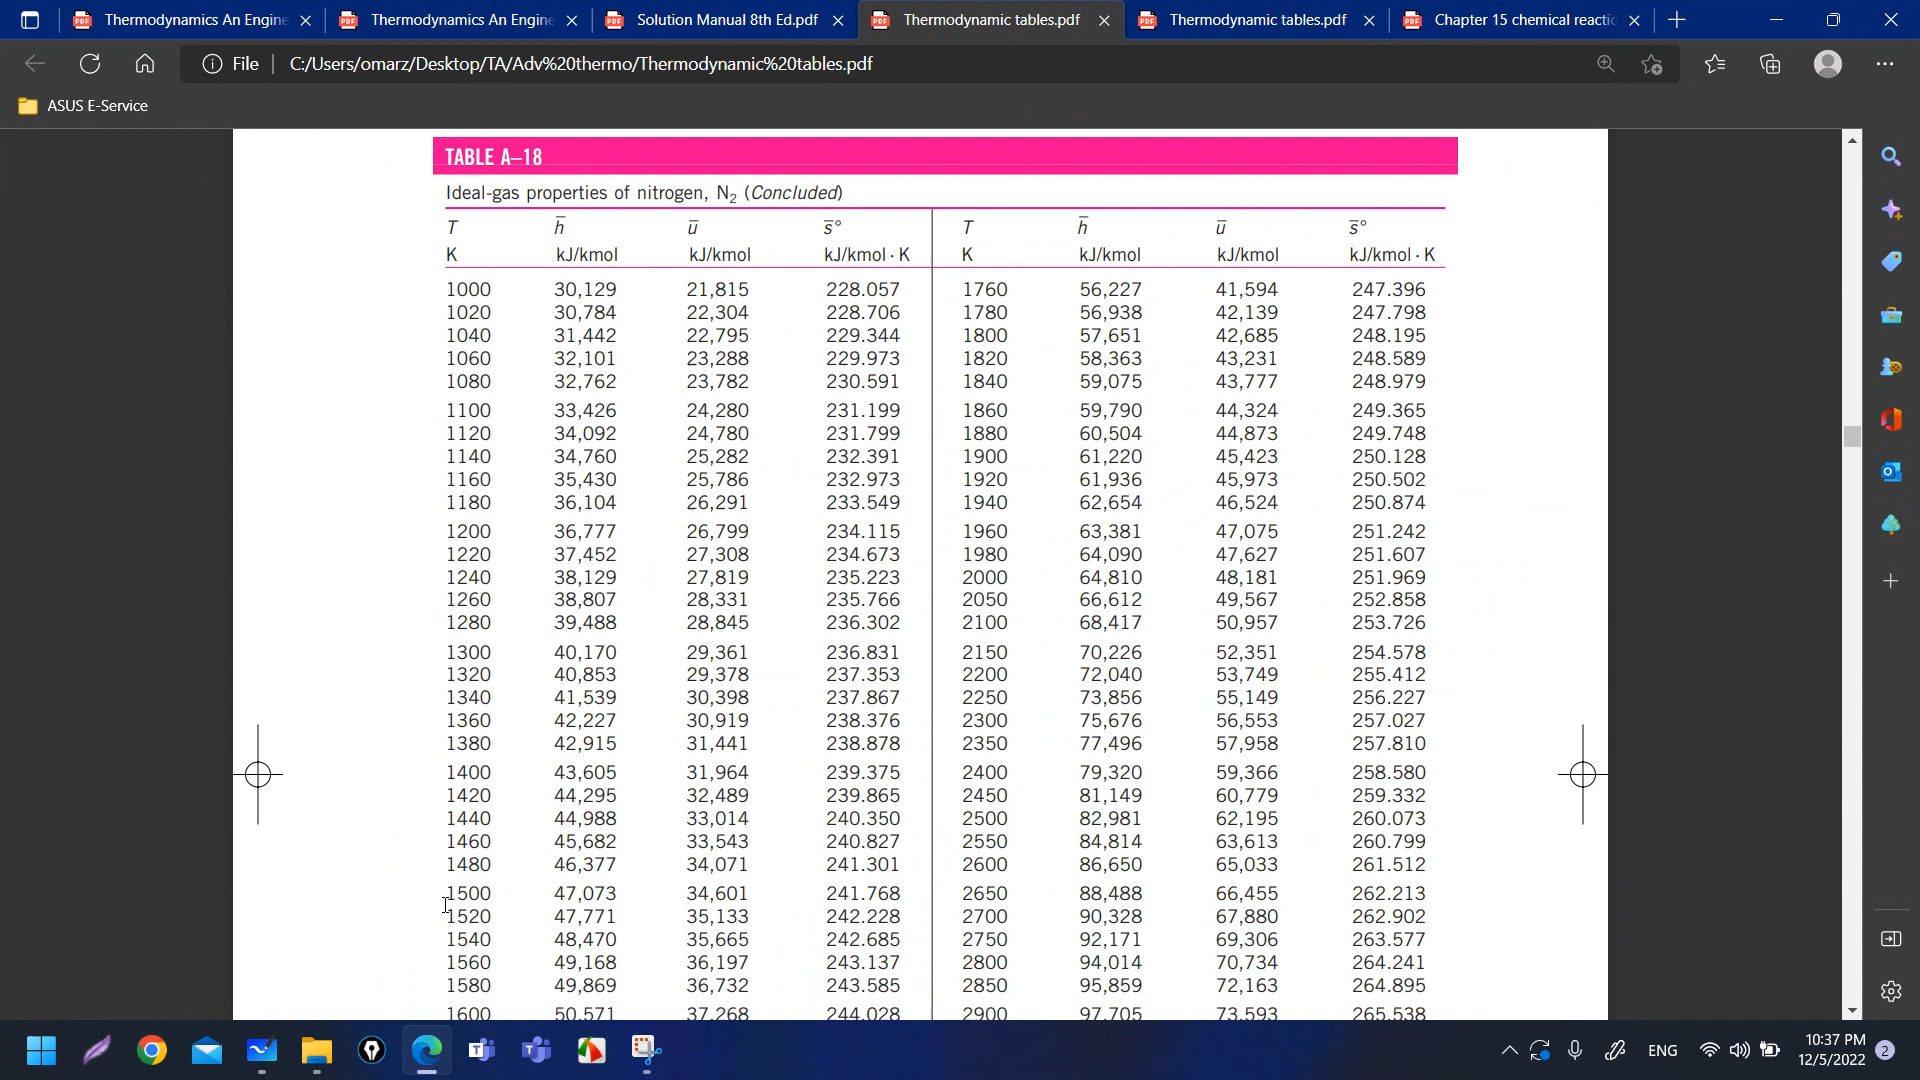 Thermodynamics An Engine
Thermodynamics An Engine
Solution Manual 8th Ed.pdf
Thermodynamic tables.pdf
Thermodynamic tables.pdf
Chapter 15 chemical reactio
File
C:/Users/omarz/Desktop/TA/Adv%20thermo/Thermodynamic%20tables.pdf
ASUS E-Service
TABLE A–18
Ideal-gas properties of nitrogen, N₂ (Concluded)
T h̅ u̅ s̅° T h̅ u̅ s̅°
K kJ/kmol kJ/kmol kJ/kmol · K K kJ/kmol kJ/kmol kJ/kmol · K
1000 30,129 21,815 228.057 1760 56,227 41,594 247.396
1020 30,784 22,304 228.706 1780 56,938 42,139 247.798
1040 31,442 22,795 229.344 1800 57,651 42,685 248.195
1060 32,101 23,288 229.973 1820 58,363 43,231 248.589
1080 32,762 23,782 230.591 1840 59,075 43,777 248.979
1100 33,426 24,280 231.199 1860 59,790 44,324 249.365
1120 34,092 24,780 231.799 1880 60,504 44,873 249.748
1140 34,760 25,282 232.391 1900 61,220 45,423 250.128
1160 35,430 25,786 232.973 1920 61,936 45,973 250.502
1180 36,104 26,291 233.549 1940 62,654 46,524 250.874
1200 36,777 26,799 234.115 1960 63,381 47,075 251.242
1220 37,452 27,308 234.673 1980 64,090 47,627 251.607
1240 38,129 27,819 235.223 2000 64,810 48,181 251.969
1260 38,807 28,331 235.766 2050 66,612 49,567 252.858
1280 39,488 28,845 236.302 2100 68,417 50,957 253.726
1300 40,170 29,361 236.831 2150 70,226 52,351 254.578
1320 40,853 29,378 237.353 2200 72,040 53,749 255.412
1340 41,539 30,398 237.867 2250 73,856 55,149 256.227
1360 42,227 30,919 238.376 2300 75,676 56,553 257.027
1380 42,915 31,441 238.878 2350 77,496 57,958 257.810
1400 43,605 31,964 239.375 2400 79,320 59,366 258.580
1420 44,295 32,489 239.865 2450 81,149 60,779 259.332
1440 44,988 33,014 240.350 2500 82,981 62,195 260.073
1460 45,682 33,543 240.827 2550 84,814 63,613 260.799
1480 46,377 34,071 241.301 2600 86,650 65,033 261.512
1500 47,073 34,601 241.768 2650 88,488 66,455 262.213
1520 47,771 35,133 242.228 2700 90,328 67,880 262.902
1540 48,470 35,665 242.685 2750 92,171 69,306 263.577
1560 49,168 36,197 243.137 2800 94,014 70,734 264.241
1580 49,869 36,732 243.585 2850 95,859 72,163 264.895
1600 50,571 37,268 244.028 2900 97,705 73,593 265.538
ENG
10:37 PM
12/5/2022
2